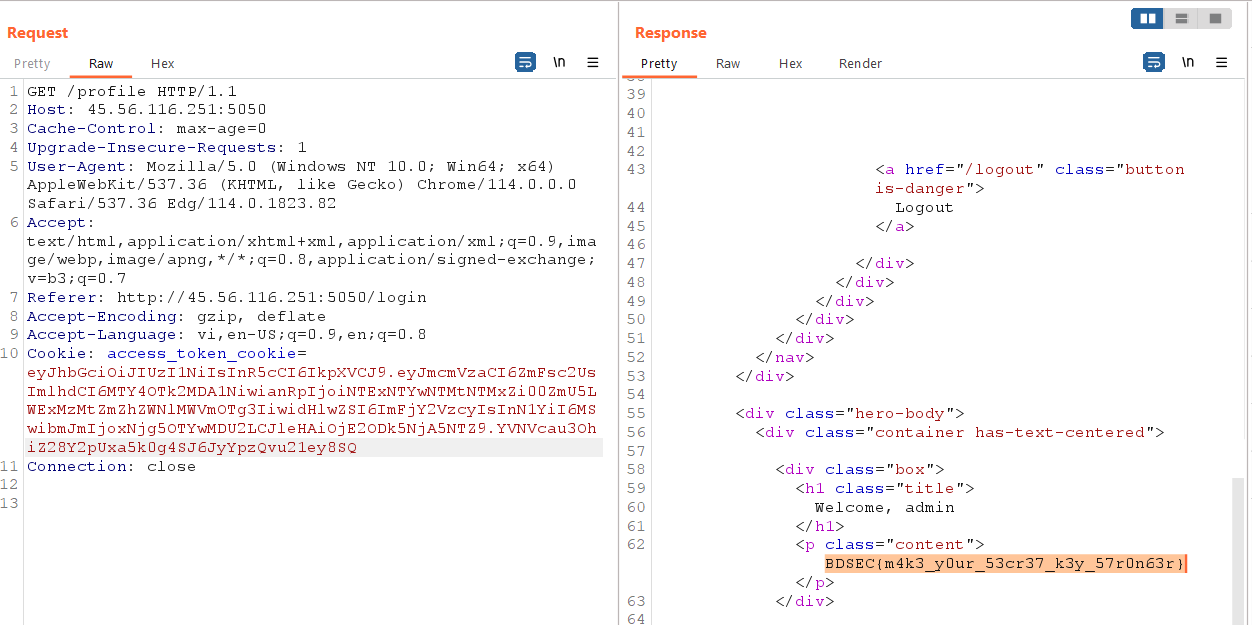 Request
Pretty Raw Hex \n
1 GET /profile HTTP/1.1
2 Host: 45.56.116.251:5050
3 Cache-Control: max-age=0
4 Upgrade-Insecure-Requests: 1
5 User-Agent: Mozilla/5.0 (Windows NT 10.0; Win64; x64)
AppleWebKit/537.36 (KHTML, like Gecko) Chrome/114.0.0.0
Safari/537.36 Edg/114.0.1823.82
6 Accept:
text/html,application/xhtml+xml,application/xml;q=0.9,ima
ge/webp,image/apng,*/*;q=0.8,application/signed-exchange;
v=b3;q=0.7
7 Referer: http://45.56.116.251:5050/login
8 Accept-Encoding: gzip, deflate
9 Accept-Language: vi,en-US;q=0.9,en;q=0.8
10 Cookie: access_token_cookie=
eyJhbGciOiJIUzI1NiIsInR5cCI6IkpXVCJ9.eyJmcmVzaCI6ZmFsc2Us
ImlhdCI6MTY4OTk2MDA1NiwianRpIjoiNTExNTYwNTMtNTMxZi00ZmU5L
WExMzMtZmZhZWNlMWVmOTg3IiwidHlwZSI6ImFjY2VzcyIsInN1YiI6MS
wibmJmIjoxNjg5OTYwMDU2LCJleHAiOjE2ODk5NjA5NTZ9.YVNVcau3Oh
iZ28Y2pUxa5k0g4SJ6JyYpzQvu21ey8SQ
11 Connection: close
12
13
Response
Pretty Raw Hex Render \n
39
40
41
42
43 <a href="/logout" class="button
is-danger">
44 Logout
45 </a>
46
47 </div>
48 </div>
49 </div>
50 </div>
51 </div>
52 </nav>
53 </div>
54
55 <div class="hero-body">
56 <div class="container has-text-centered">
57
58 <div class="box">
59 <h1 class="title">
60 Welcome, admin
61 </h1>
62 <p class="content">
BDSEC{m4k3_y0ur_53cr37_k3y_57r0n63r}
</p>
63 </div>
64